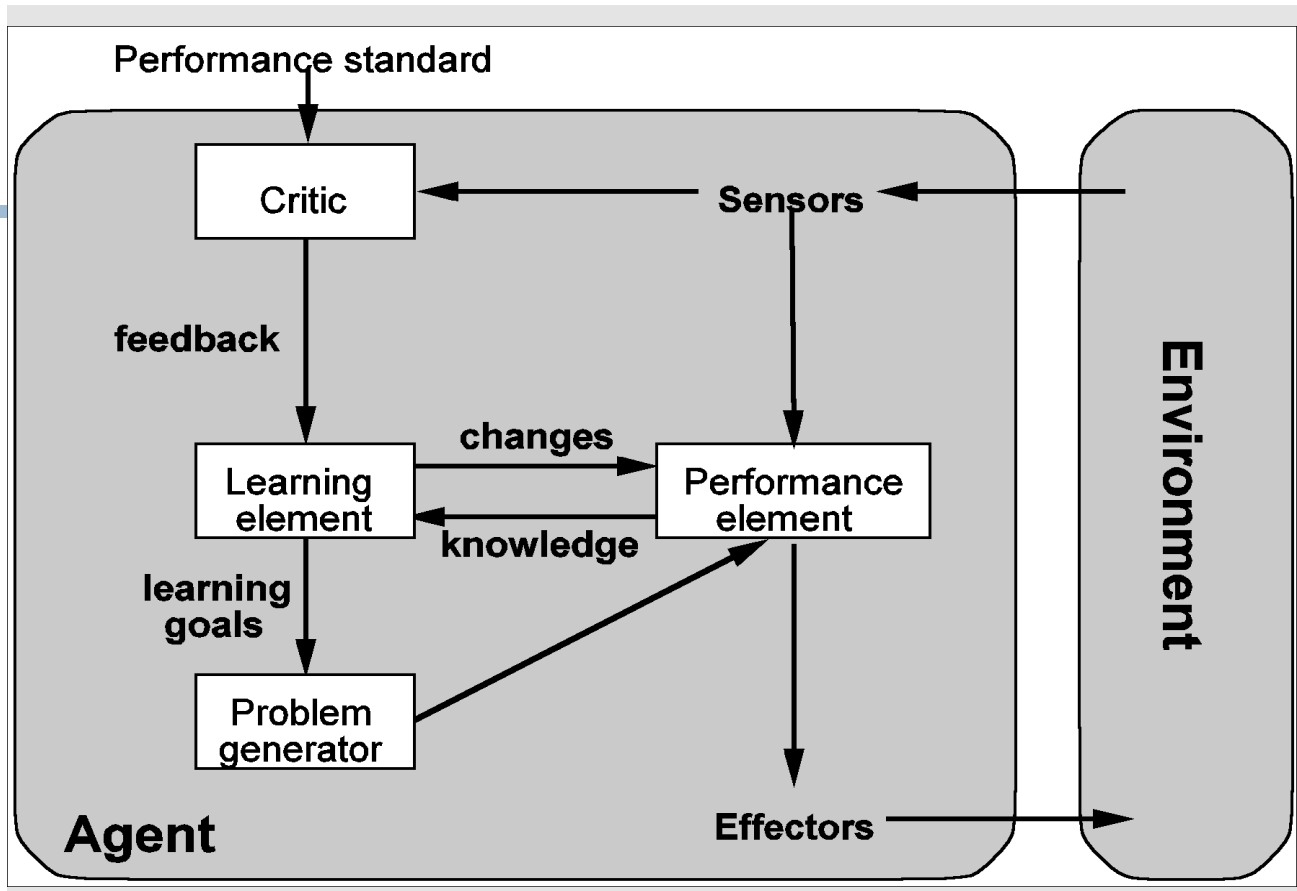 Performance standard
Critic
Sensors
feedback
changes
Learning
element
Performance
element
knowledge
learning
goals
Problem
generator
Agent
Effectors
Environment